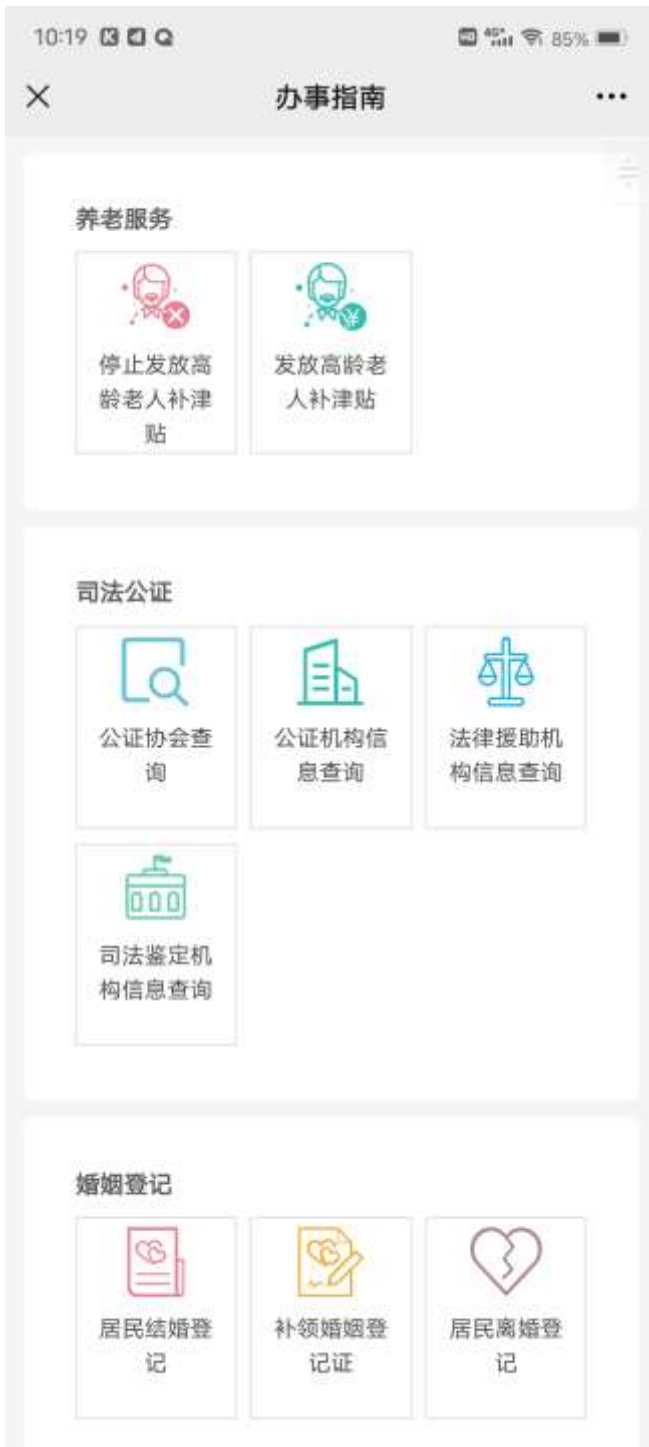 10:19
85%
办事指南
养老服务
停止发放高
龄老人补津
贴
发放高龄老
人补津贴
司法公证
公证协会查
询
公证机构信
息查询
法律援助机
构信息查询
司法鉴定机
构信息查询
婚姻登记
居民结婚登
记
补领婚姻登
记证
居民离婚登
记